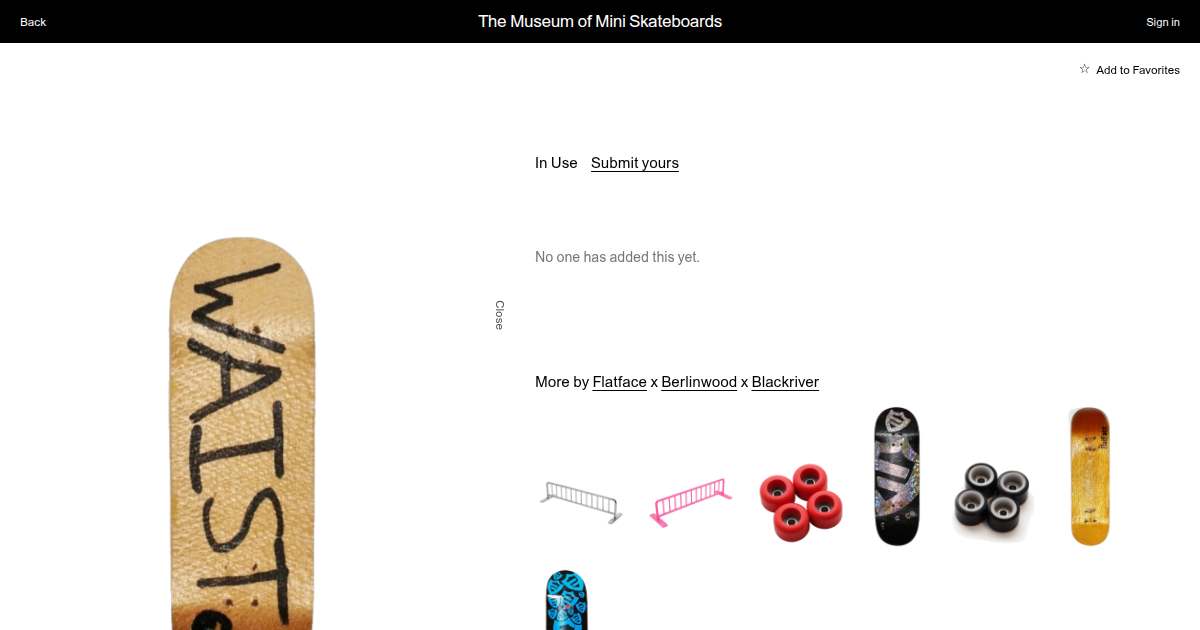 Back
The Museum of Mini Skateboards
Sign in
☆ Add to Favorites
In Use Submit yours
No one has added this yet.
Close
More by Flatface x Berlinwood x Blackriver
WAIST